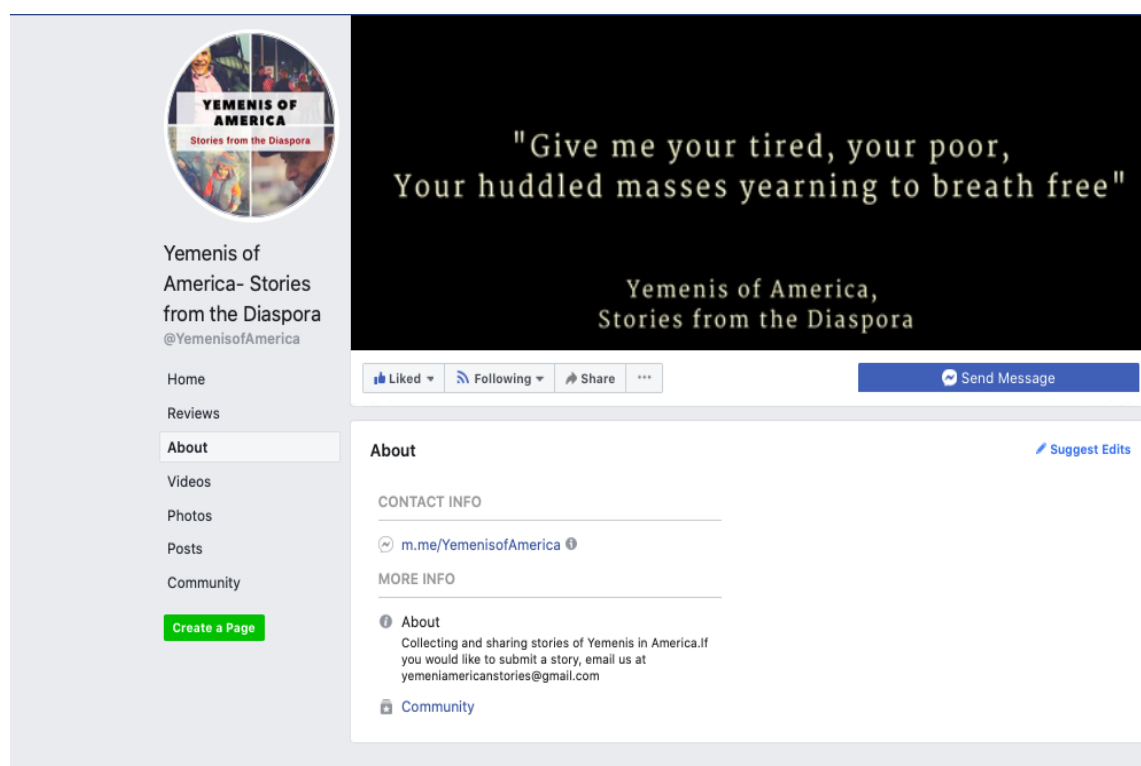 YEMENIS OF
AMERICA
Stories from the Diaspora
Yemenis of
America- Stories
from the Diaspora
@YemenisofAmerica
Home
Reviews
About
Videos
Photos
Posts
Community
Create a Page
"Give me your tired, your poor,
Your huddled masses yearning to breath free"
Yemenis of America,
Stories from the Diaspora
Liked
Following
Share
Send Message
About
Suggest Edits
CONTACT INFO
m.me/YemenisofAmerica
MORE INFO
About
Collecting and sharing stories of Yemenis in America.If
you would like to submit a story, email us at
yemeniamericanstories@gmail.com
Community